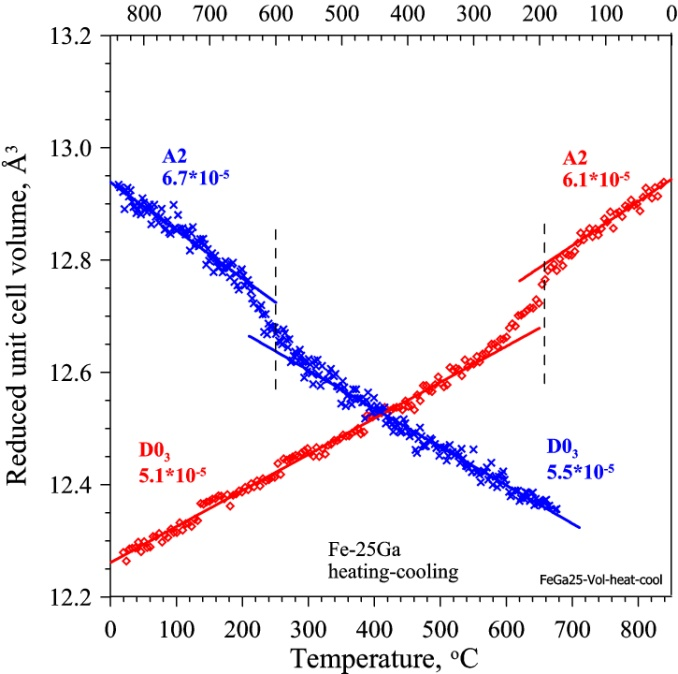 800 700 600 500 400 300 200 100 0
13.2
13.0
12.8
12.6
12.4
12.2
Reduced unit cell volume, Å³
A2
6.7*10⁻⁵
A2
6.1*10⁻⁵
D0₃
5.1*10⁻⁵
D0₃
5.5*10⁻⁵
Fe-25Ga
heating-cooling
FeGa25-Vol-heat-cool
0 100 200 300 400 500 600 700 800
Temperature, ᵒC